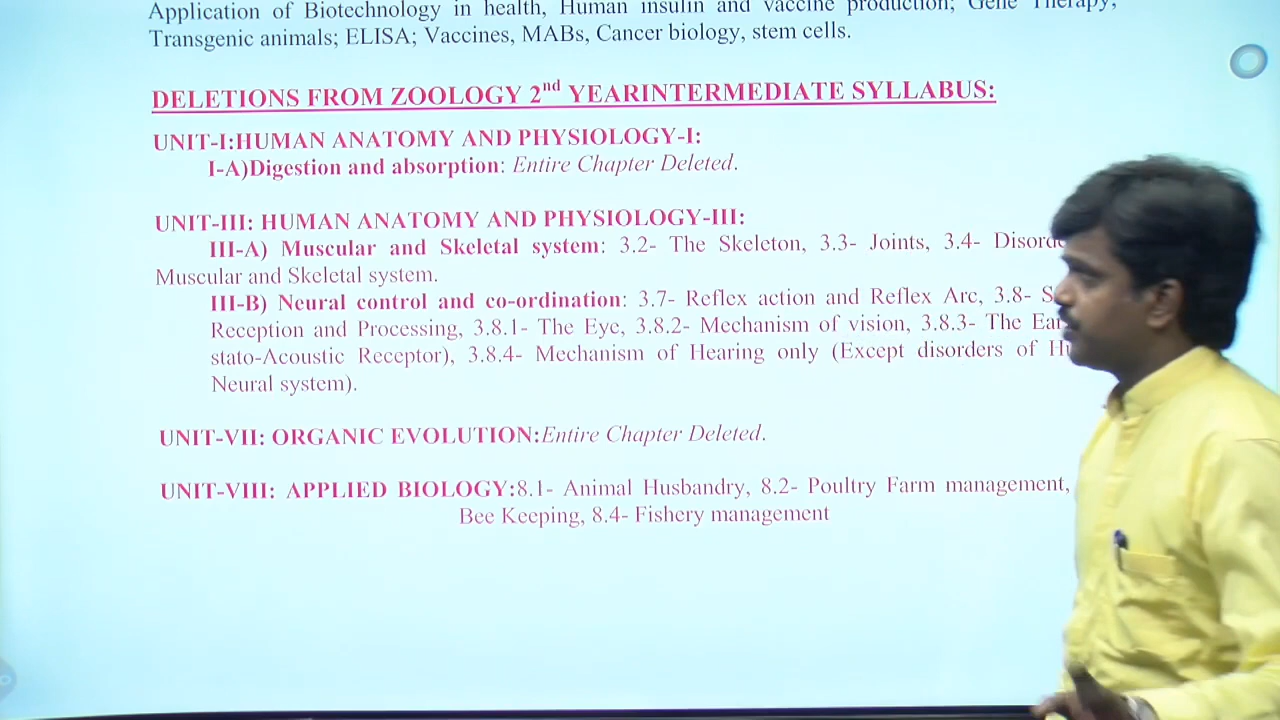 Application of Biotechnology in health, Human insulin and vaccine production; Gene Therapy;
Transgenic animals; ELISA; Vaccines, MABs, Cancer biology, stem cells.
DELETIONS FROM ZOOLOGY 2nd YEARINTERMEDIATE SYLLABUS:
UNIT-I:HUMAN ANATOMY AND PHYSIOLOGY-I:
I-A)Digestion and absorption: Entire Chapter Deleted.
UNIT-III: HUMAN ANATOMY AND PHYSIOLOGY-III:
III-A) Muscular and Skeletal system: 3.2- The Skeleton, 3.3- Joints, 3.4-
Muscular and Skeletal system.
III-B) Neural control and co-ordination: 3.7- Reflex action and Reflex Arc, 3.8-
Reception and Processing, 3.8.1- The Eye, 3.8.2- Mechanism of vision, 3.8.3- The Ear
stato-Acoustic Receptor), 3.8.4- Mechanism of Hearing only (Except disorders of
Neural system).
UNIT-VII: ORGANIC EVOLUTION:Entire Chapter Deleted.
UNIT-VIII: APPLIED BIOLOGY:8.1- Animal Husbandry, 8.2- Poultry Farm management,
Bee Keeping, 8.4- Fishery management